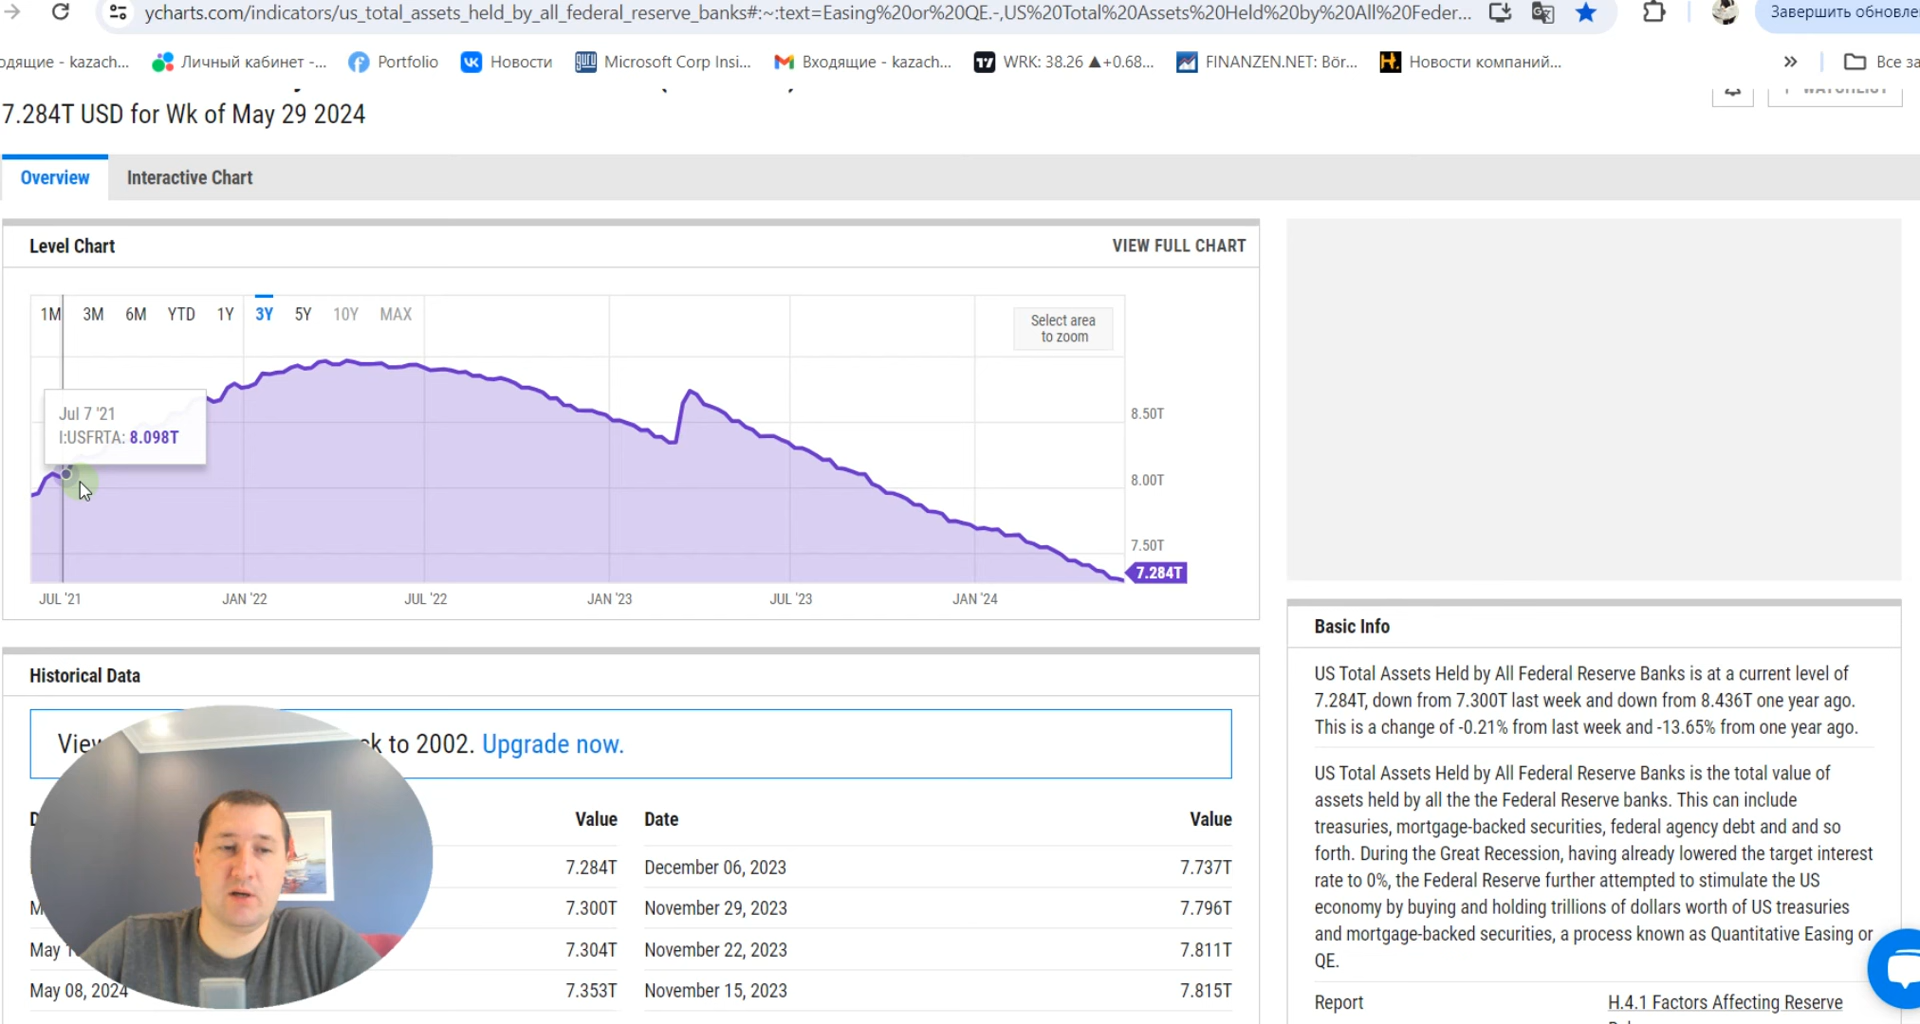 ycharts.com/indicators/us_total_assets_held_by_all_federal_reserve_banks#:~:text=Easing%20or%20QE.-,US%20Total%20Assets%20Held%20by%20All%20Feder...
Завершить обновле
одящие - kazach...
Личный кабинет -...
Portfolio
Новости
Microsoft Corp Insi...
Входящие - kazach...
WRK: 38.26 ▲+0.68...
FINANZEN.NET: Bör...
Новости компаний...
»
Все за
7.284T USD for Wk of May 29 2024
Overview
Interactive Chart
Level Chart
VIEW FULL CHART
1M 3M 6M YTD 1Y 3Y 5Y 10Y MAX
Select area
to zoom
Jul 7 '21
I:USFRTA: 8.098T
8.50T
8.00T
7.50T
7.284T
JUL '21 JAN '22 JUL '22 JAN '23 JUL '23 JAN '24
Historical Data
ck to 2002. Upgrade now.
Value Date Value
7.284T December 06, 2023 7.737T
7.300T November 29, 2023 7.796T
May 7.304T November 22, 2023 7.811T
May 08, 2024 7.353T November 15, 2023 7.815T
Basic Info
US Total Assets Held by All Federal Reserve Banks is at a current level of
7.284T, down from 7.300T last week and down from 8.436T one year ago.
This is a change of -0.21% from last week and -13.65% from one year ago.
US Total Assets Held by All Federal Reserve Banks is the total value of
assets held by all the the Federal Reserve banks. This can include
treasuries, mortgage-backed securities, federal agency debt and and so
forth. During the Great Recession, having already lowered the target interest
rate to 0%, the Federal Reserve further attempted to stimulate the US
economy by buying and holding trillions of dollars worth of US treasuries
and mortgage-backed securities, a process known as Quantitative Easing or
QE.
Report
H.4.1 Factors Affecting Reserve